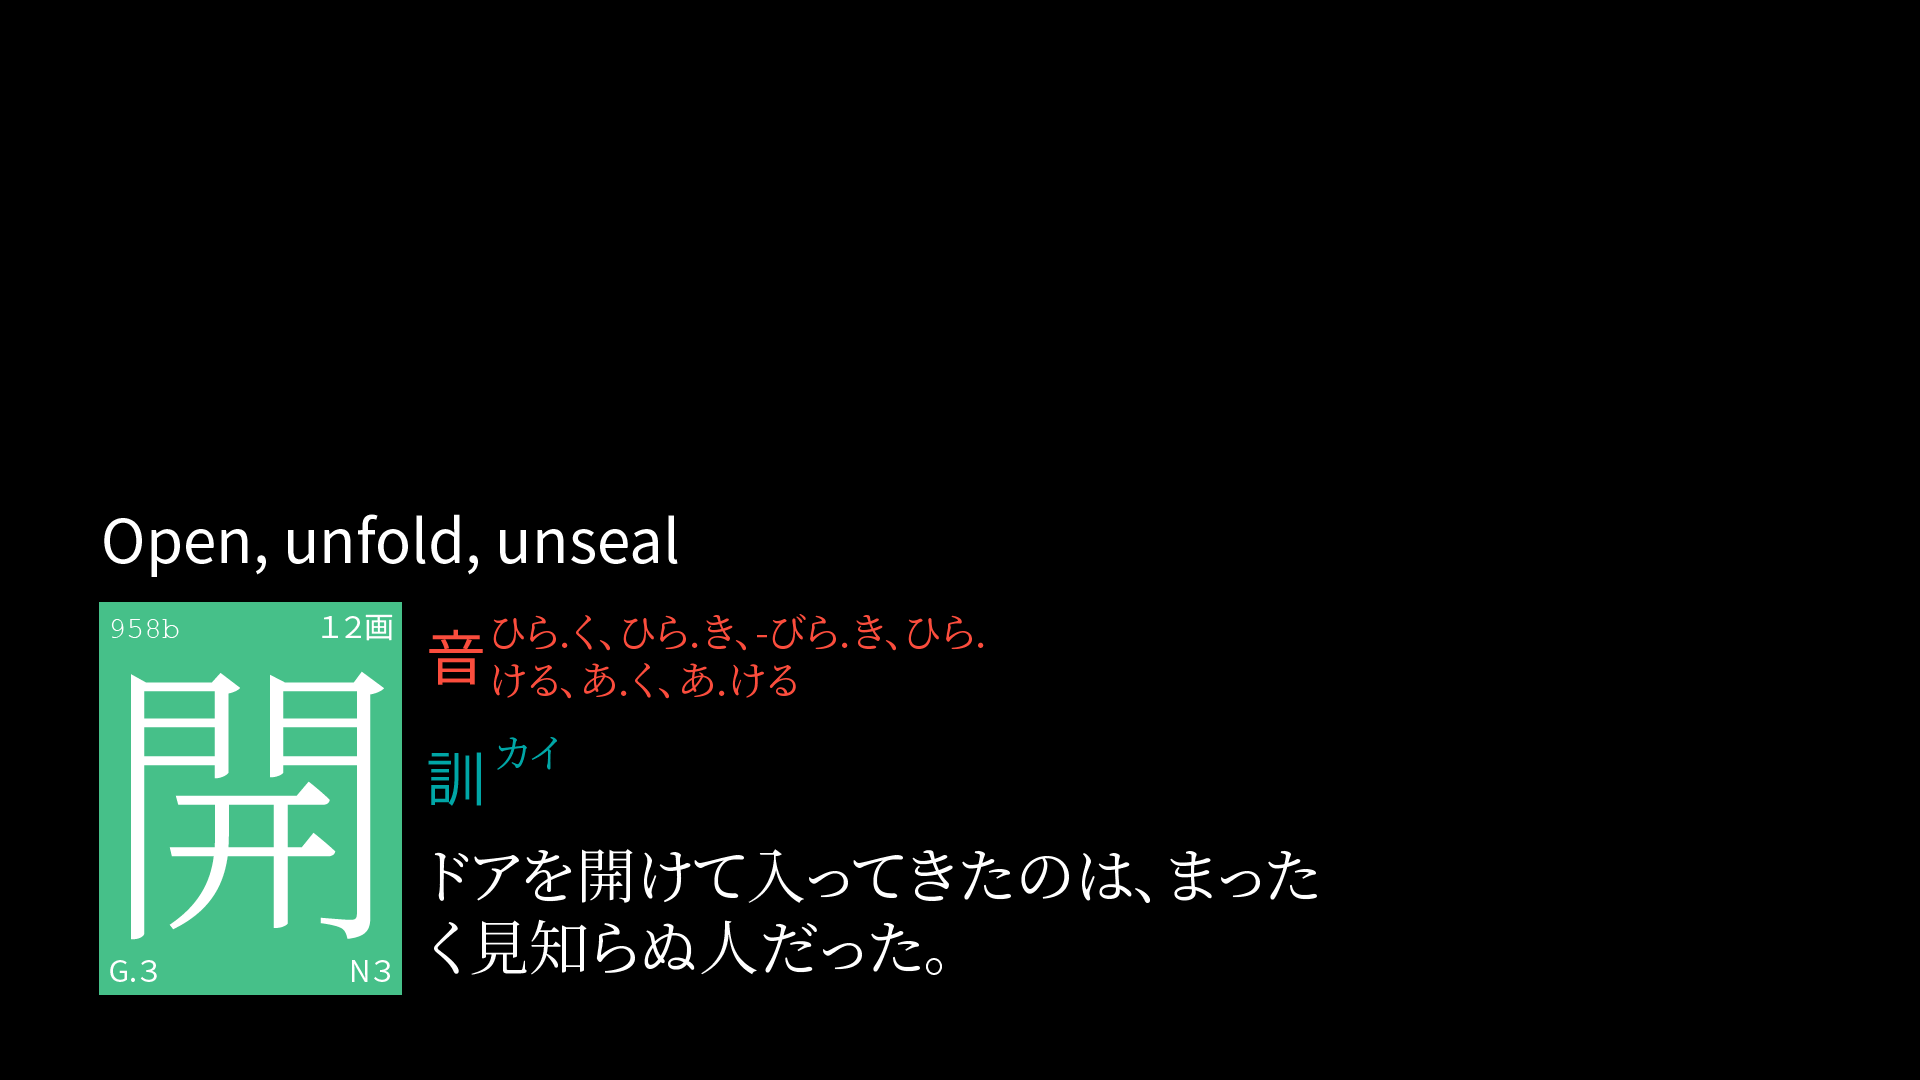 Open, unfold, unseal
958b
12画
開
G.3
N3
音
ひら.く、ひら.き、-びら.き、ひら.
ける、あ.く、あ.ける
訓
カイ
ドアを開けて入ってきたのは、まった
く見知らぬ人だった。